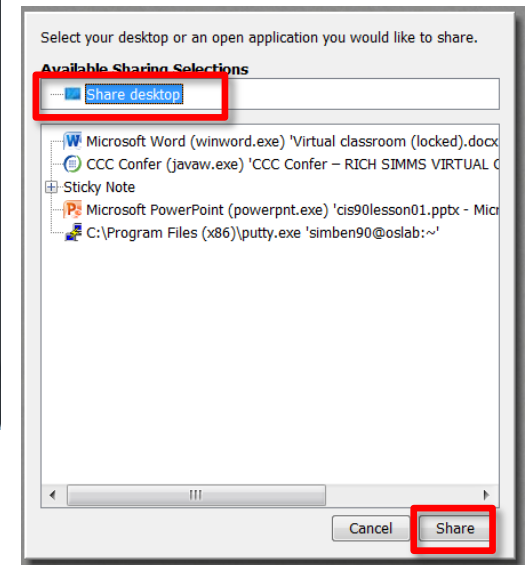 Select your desktop or an open application you would like to share.
Available Sharing Selections
Share desktop
Microsoft Word (winword.exe) 'Virtual classroom (locked).docx
CCC Confer (javaw.exe) 'CCC Confer – RICH SIMMS VIRTUAL
Sticky Note
Microsoft PowerPoint (powerpnt.exe) 'cis90lesson01.pptx - Micr
C:\Program Files (x86)\putty.exe 'simben90@oslab:~'
Cancel
Share